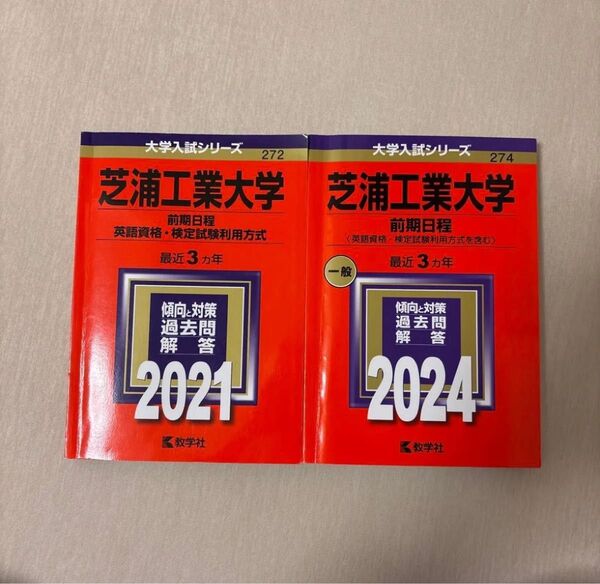 大学入試シリーズ
272
芝浦工業大学
前期日程
英語資格・検定試験利用方式
最近3ヵ年
傾向と対策
過去問
解答
2021
教学社
大学入試シリーズ
274
芝浦工業大学
前期日程
〈英語資格・検定試験利用方式を含む〉
最近3ヵ年
一般
傾向と対策
過去問
解答
2024
教学社